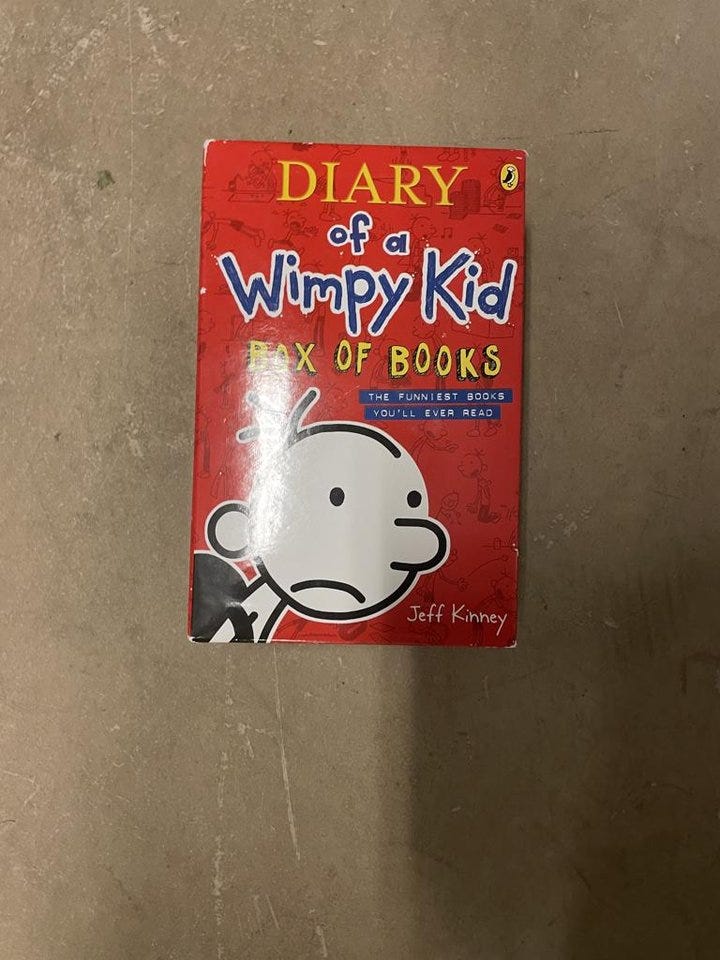 DIARY
of a
Wimpy Kid
BOX OF BOOKS
THE FUNNIEST BOOKS
YOU'LL EVER READ
Jeff Kinney